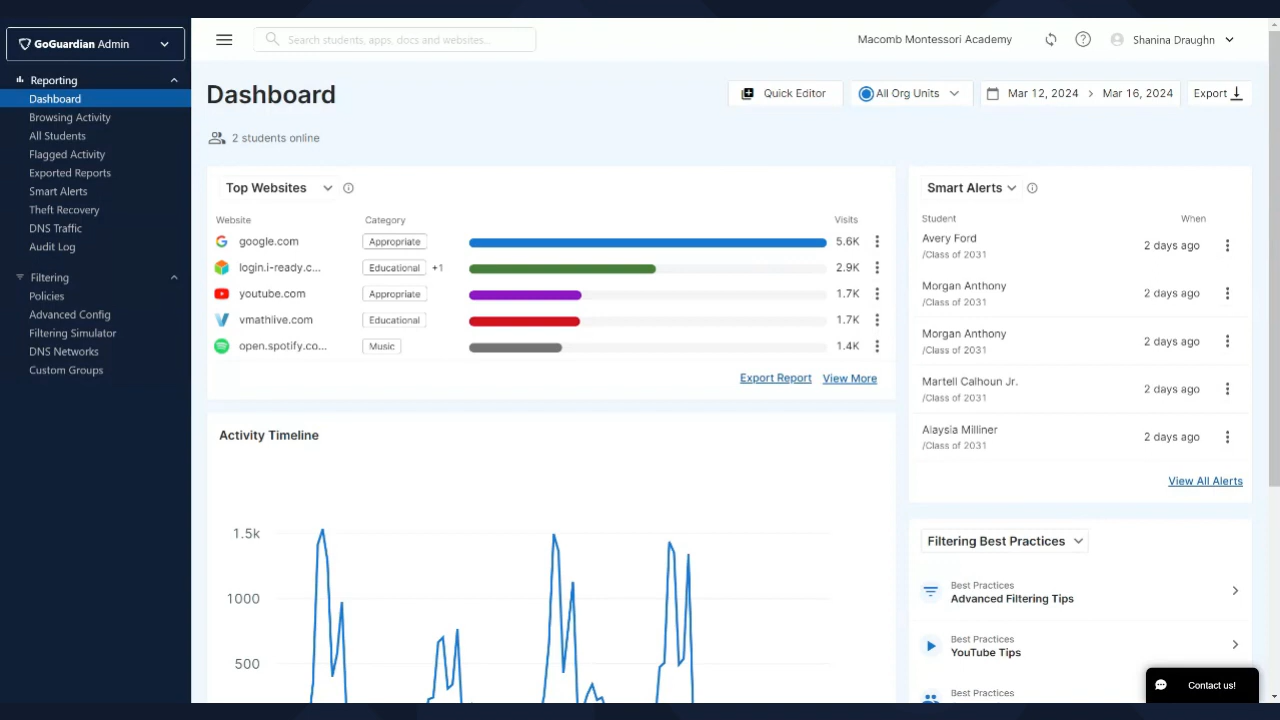 GoGuardian Admin
Reporting
Dashboard
Browsing Activity
All Students
Flagged Activity
Exported Reports
Smart Alerts
Theft Recovery
DNS Traffic
Audit Log
Filtering
Policies
Advanced Config
Filtering Simulator
DNS Networks
Custom Groups
Search students, apps, docs and websites...
Macomb Montessori Academy
Shanina Draughn
Dashboard
Quick Editor
All Org Units
Mar 12, 2024 > Mar 16, 2024
Export
2 students online
Top Websites
Website Category Visits
google.com Appropriate 5.6K
login.i-ready.c... Educational +1 2.9K
youtube.com Appropriate 1.7K
vmathlive.com Educational 1.7K
open.spotify.co... Music 1.4K
Export Report View More
Activity Timeline
1.5k
1000
500
Smart Alerts
Student When
Avery Ford
/Class of 2031
2 days ago
Morgan Anthony
/Class of 2031
2 days ago
Morgan Anthony
/Class of 2031
2 days ago
Martell Calhoun Jr.
/Class of 2031
2 days ago
Alaysia Milliner
/Class of 2031
2 days ago
View All Alerts
Filtering Best Practices
Best Practices
Advanced Filtering Tips
Best Practices
YouTube Tips
Best Practices
Contact us!